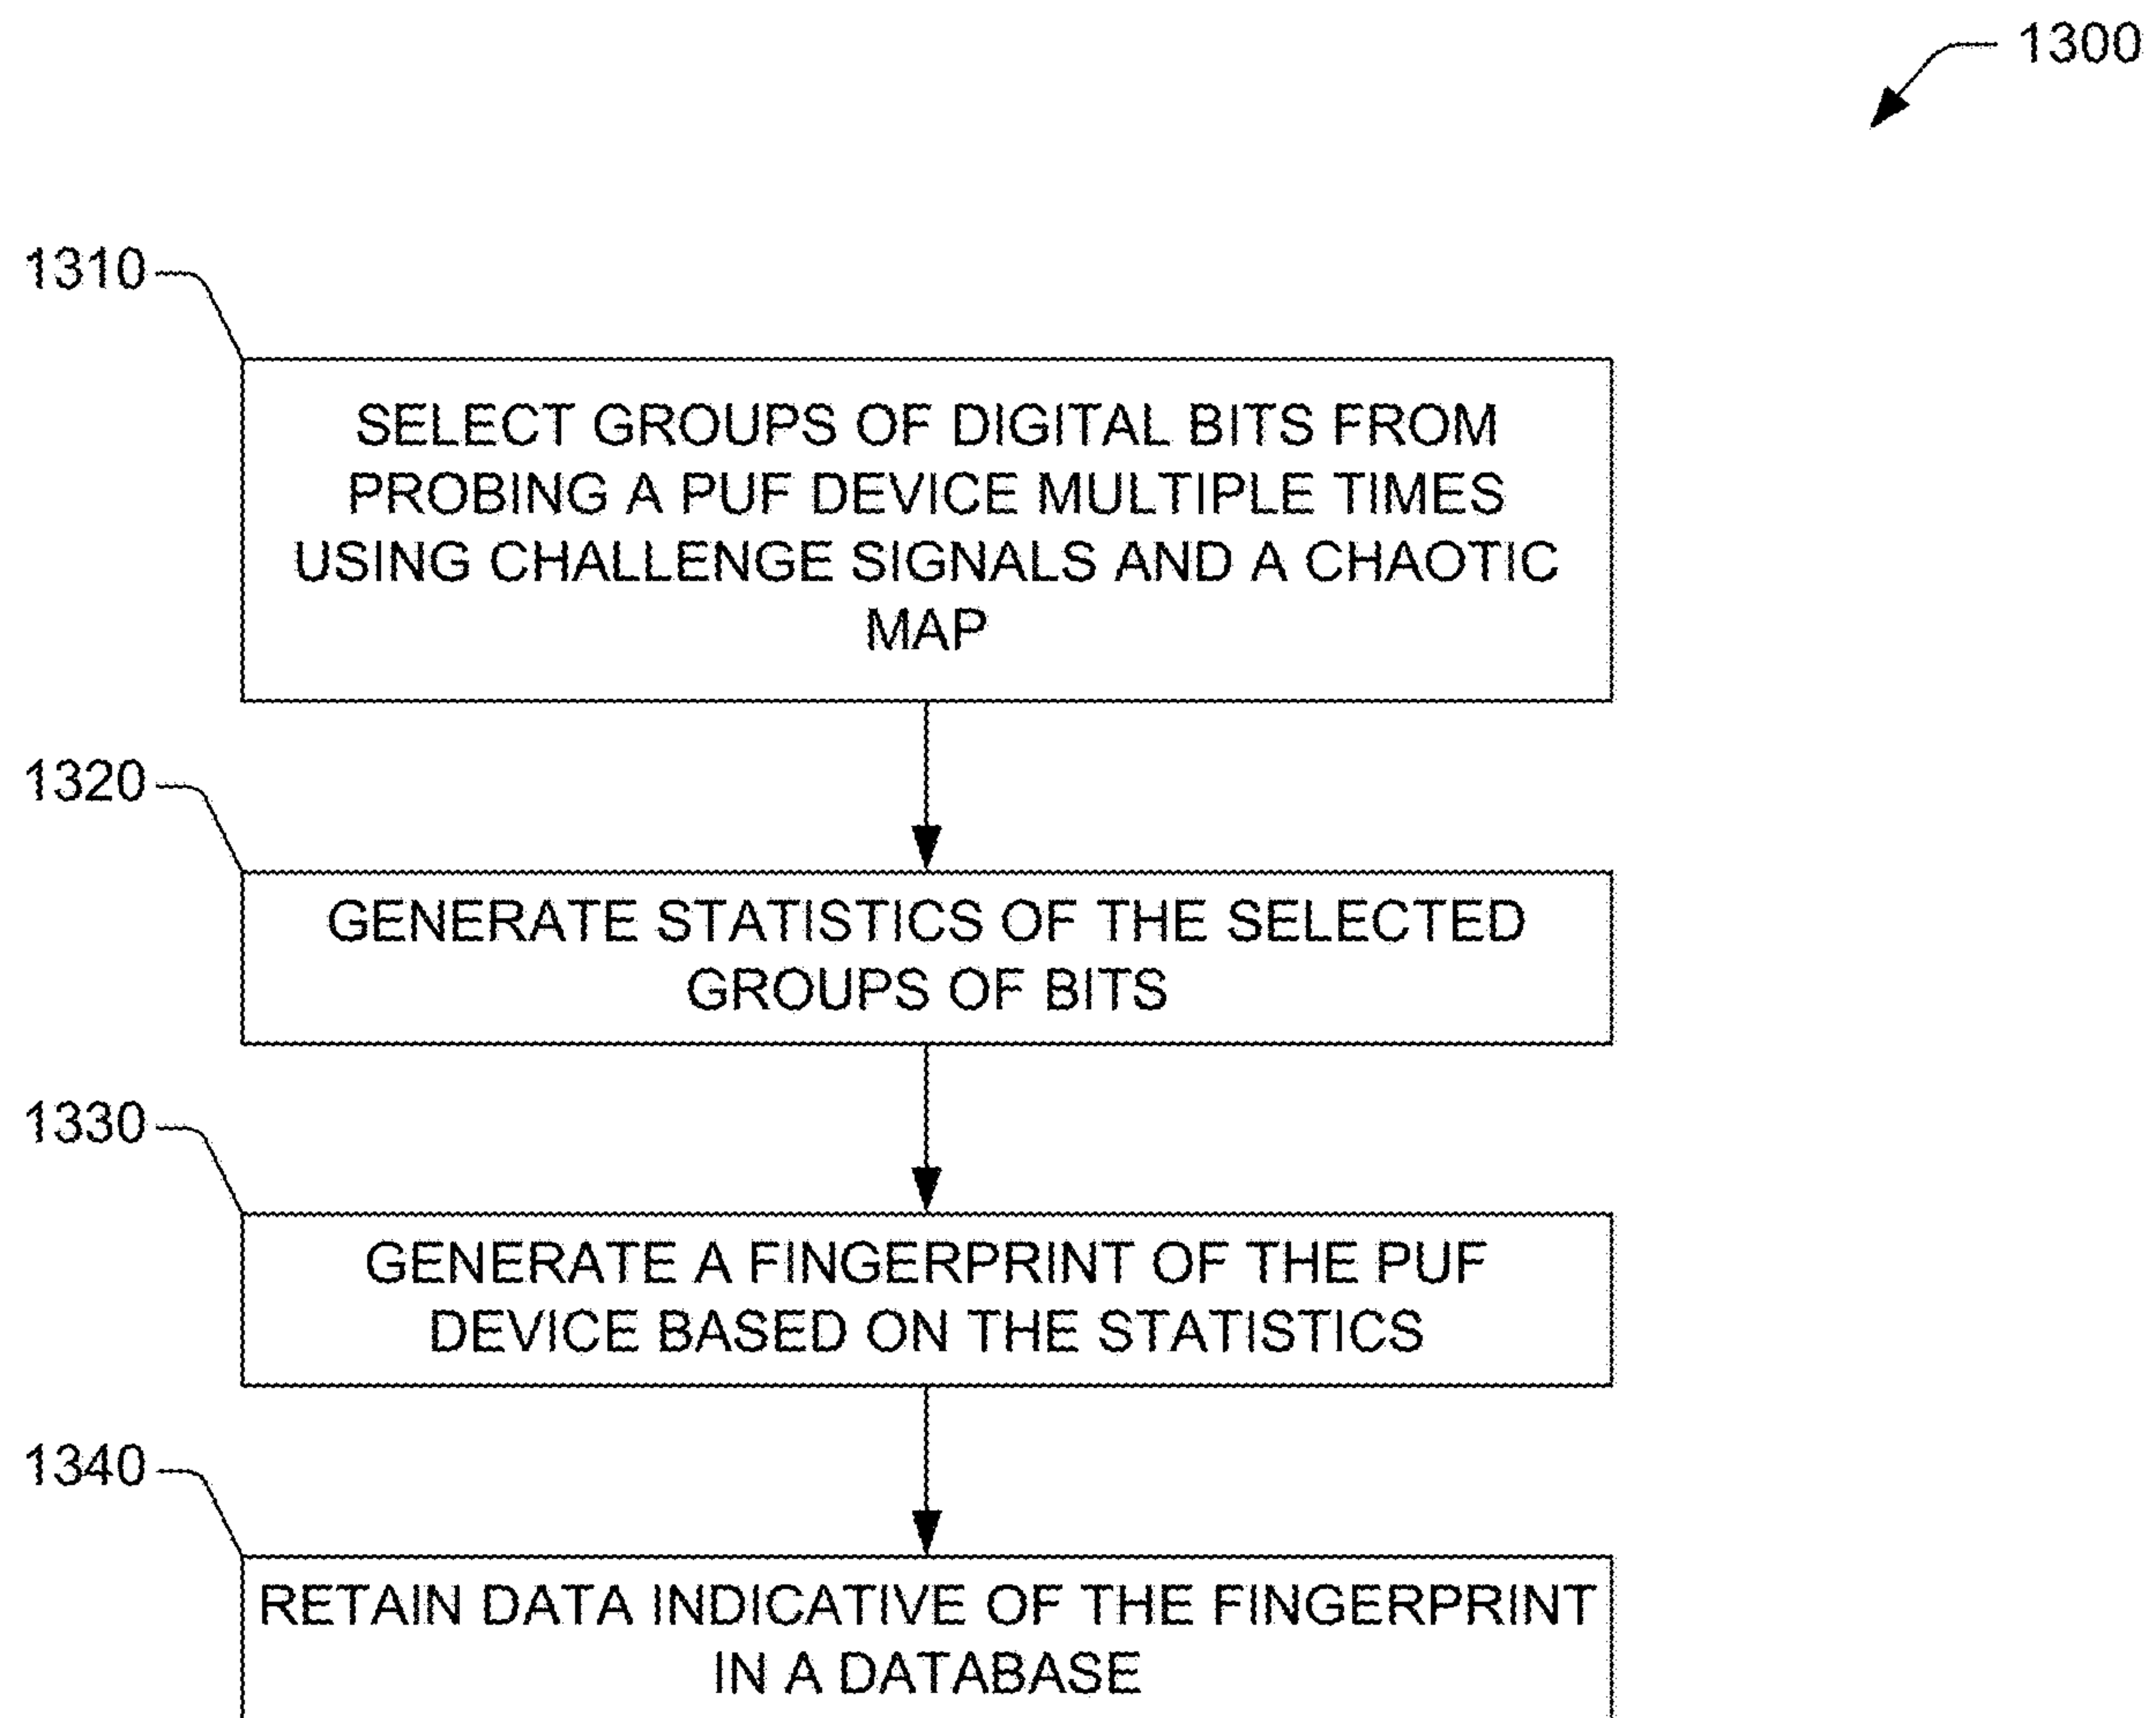 1300
1310
SELECT GROUPS OF DIGITAL BITS FROM
PROBING A PUF DEVICE MULTIPLE TIMES
USING CHALLENGE SIGNALS AND A CHAOTIC
MAP
1320
GENERATE STATISTICS OF THE SELECTED
GROUPS OF BITS
1330
GENERATE A FINGERPRINT OF THE PUF
DEVICE BASED ON THE STATISTICS
1340
RETAIN DATA INDICATIVE OF THE FINGERPRINT
IN A DATABASE